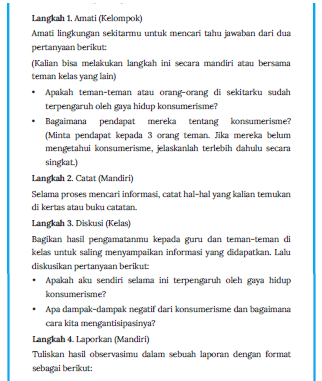 Langkah 1. Amati (Kelompok)
Amati lingkungan sekitarmu untuk mencari tahu jawaban dari dua
pertanyaan berikut:
(Kalian bisa melakukan langkah ini secara mandiri atau bersama
teman kelas yang lain)
• Apakah teman-teman atau orang-orang di sekitarku sudah
terpengaruh oleh gaya hidup konsumerisme?
• Bagaimana pendapat mereka tentang konsumerisme?
(Minta pendapat kepada 3 orang teman. Jika mereka belum
mengetahui konsumerisme, jelaskanlah terlebih dahulu secara
singkat.)
Langkah 2. Catat (Mandiri)
Selama proses mencari informasi, catat hal-hal yang kalian temukan
di kertas atau buku catatan.
Langkah 3. Diskusi (Kelas)
Bagikan hasil pengamatanmu kepada guru dan teman-teman di
kelas untuk saling menyampaikan informasi yang didapatkan. Lalu
diskusikan pertanyaan berikut:
• Apakah aku sendiri selama ini terpengaruh oleh gaya hidup
konsumerisme?
• Apa dampak-dampak negatif dari konsumerisme dan bagaimana
cara kita mengantisipasinya?
Langkah 4. Laporkan (Mandiri)
Tuliskan hasil observasimu dalam sebuah laporan dengan format
sebagai berikut: